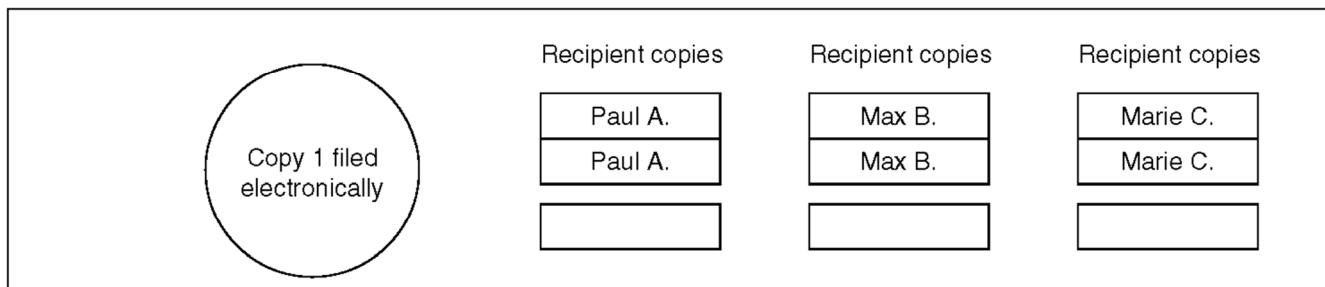 Copy 1 filed
electronically
Recipient copies
Paul A.
Paul A.
Recipient copies
Max B.
Max B.
Recipient copies
Marie C.
Marie C.